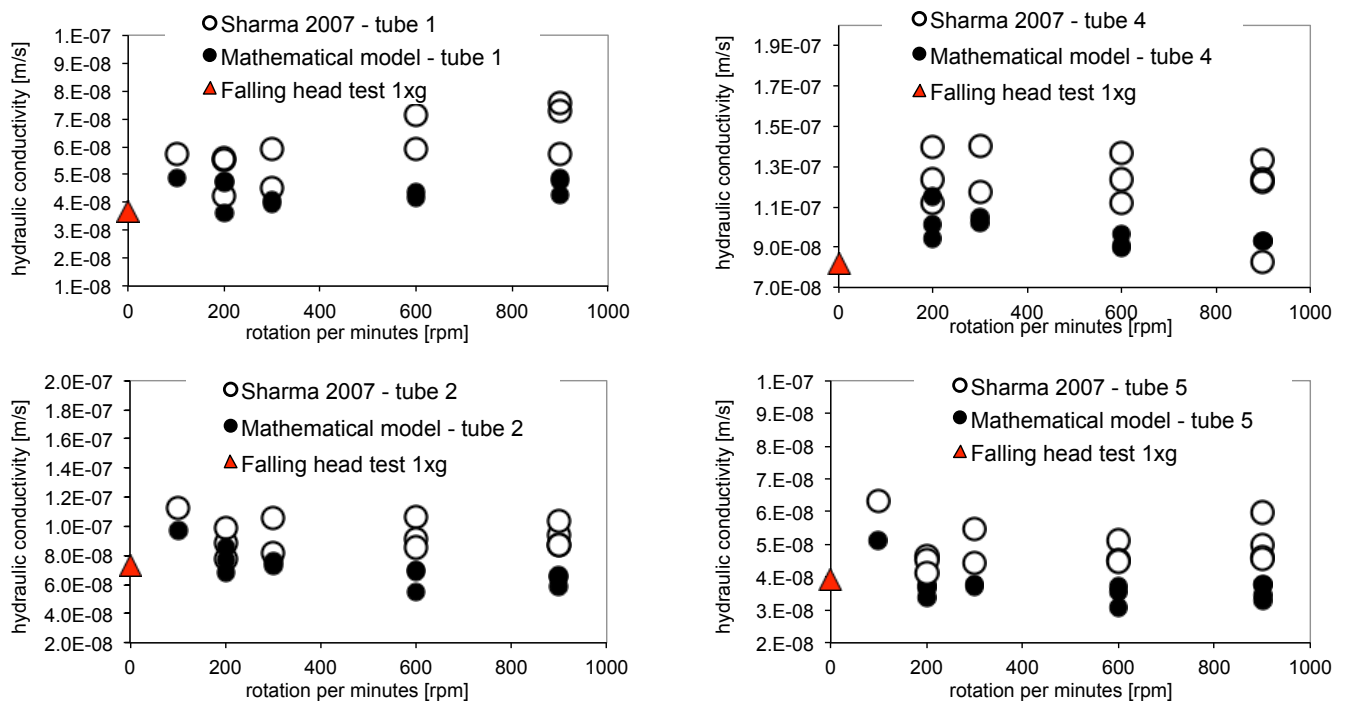 Sharma 2007 - tube 1
Mathematical model - tube 1
Falling head test 1xg
1.E-07
9.E-08
8.E-08
7.E-08
6.E-08
5.E-08
4.E-08
3.E-08
2.E-08
1.E-08
hydraulic conductivity [m/s]
0 200 400 600 800 1000
rotation per minutes [rpm]
Sharma 2007 - tube 4
Mathematical model - tube 4
Falling head test 1xg
1.9E-07
1.7E-07
1.5E-07
1.3E-07
1.1E-07
9.0E-08
7.0E-08
hydraulic conductivity [m/s]
0 200 400 600 800 1000
rotation per minutes [rpm]
Sharma 2007 - tube 2
Mathematical model - tube 2
Falling head test 1xg
2.0E-07
1.8E-07
1.6E-07
1.4E-07
1.2E-07
1.0E-07
8.0E-08
6.0E-08
4.0E-08
2.0E-08
hydraulic conductivity [m/s]
0 200 400 600 800 1000
rotation per minutes [rpm]
Sharma 2007 - tube 5
Mathematical model - tube 5
Falling head test 1xg
1.E-07
9.E-08
8.E-08
7.E-08
6.E-08
5.E-08
4.E-08
3.E-08
2.E-08
hydraulic conductivity [m/s]
0 200 400 600 800 1000
rotation per minutes [rpm]